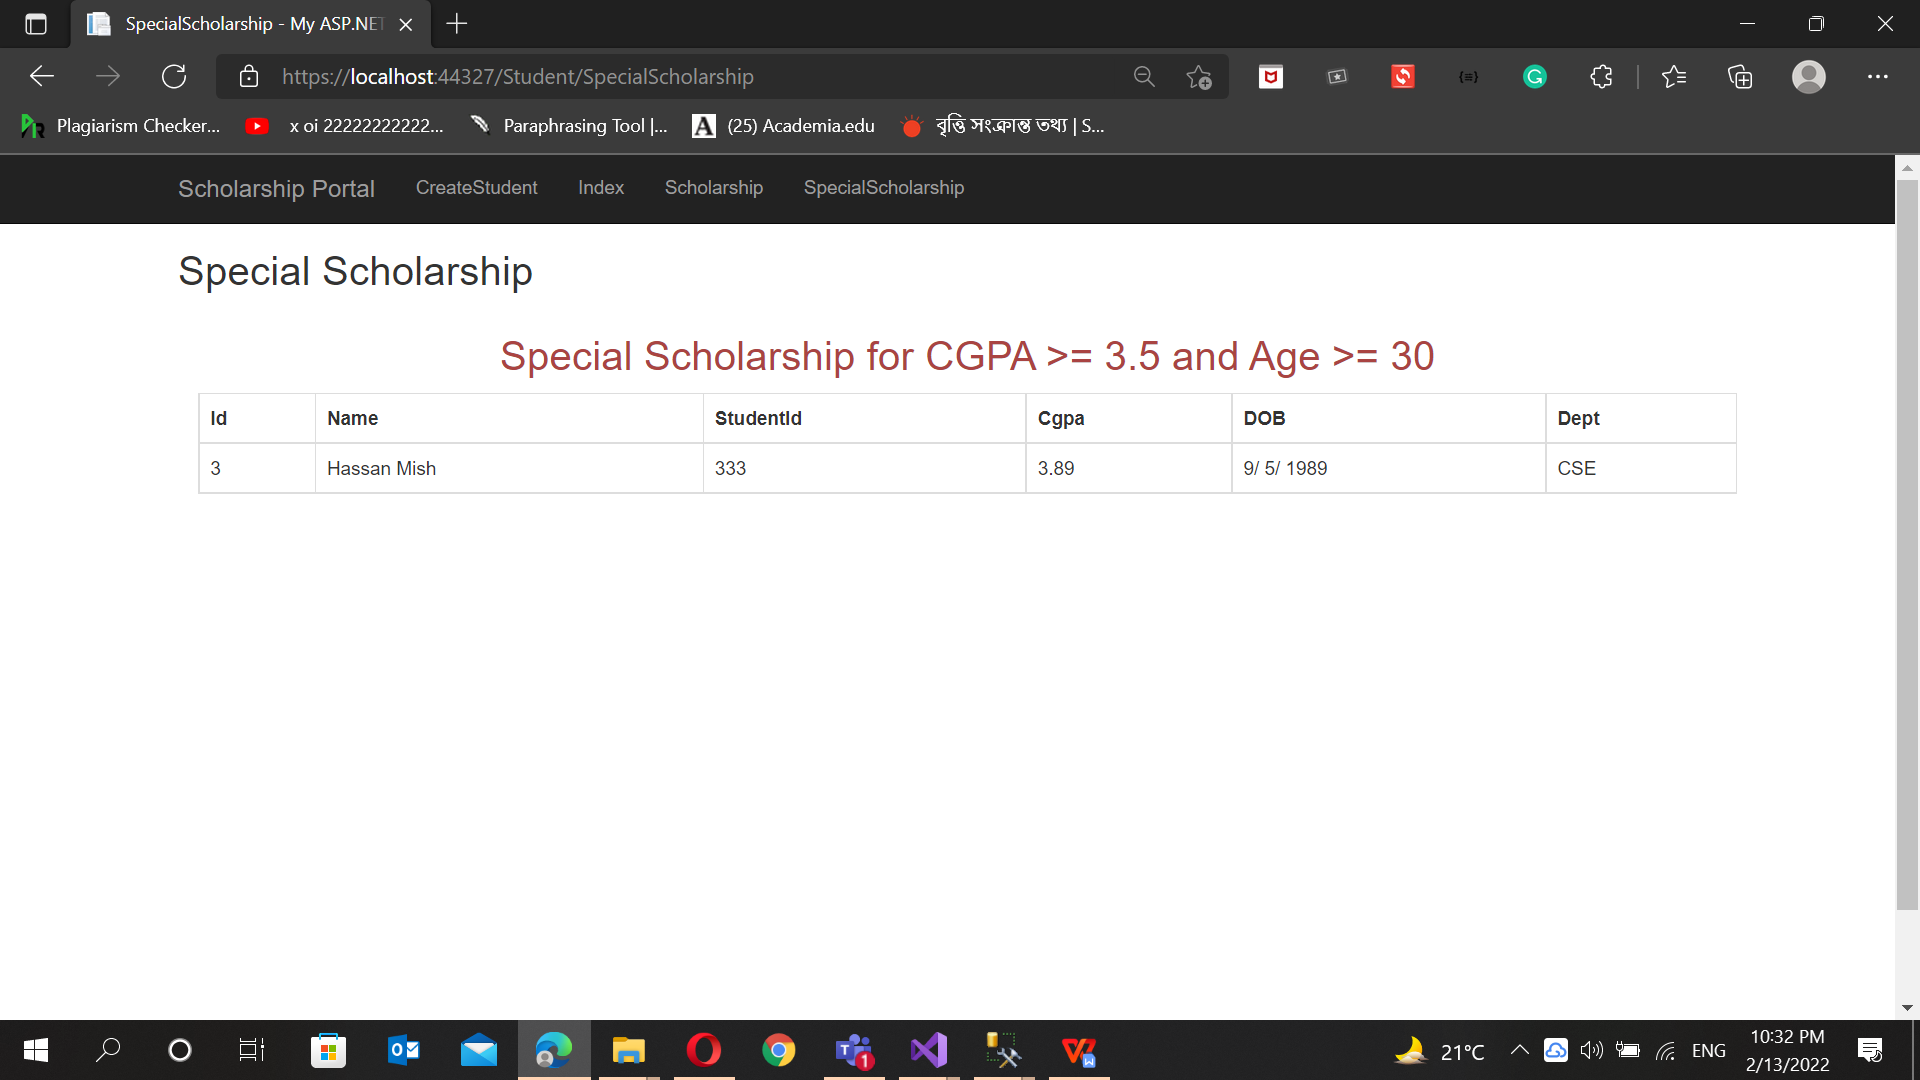 SpecialScholarship - My ASP.NET
https://localhost:44327/Student/SpecialScholarship
Plagiarism Checker... x oi 22222222222... Paraphrasing Tool |... A (25) Academia.edu বৃত্তি সংক্রান্ত তথ্য | S...
Scholarship Portal CreateStudent Index Scholarship SpecialScholarship
Special Scholarship
Special Scholarship for CGPA >= 3.5 and Age >= 30
Id Name StudentId Cgpa DOB Dept
3 Hassan Mish 333 3.89 9/ 5/ 1989 CSE
21°C ENG 10:32 PM
2/13/2022